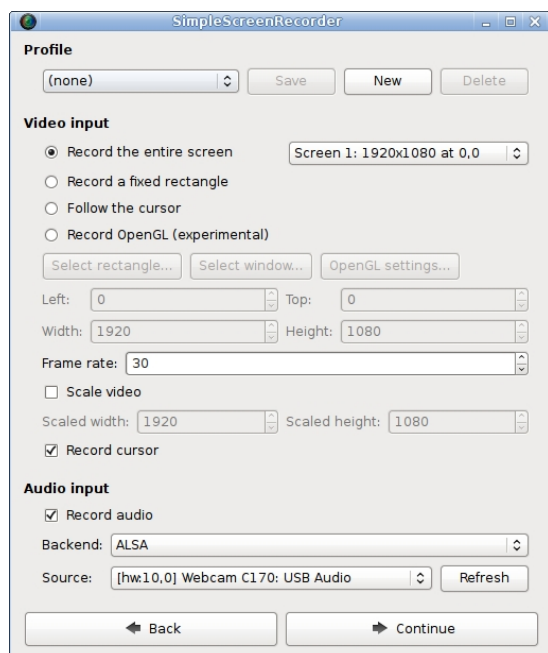 SimpleScreenRecorder
Profile
(none) Save New Delete
Video input
Record the entire screen Screen 1: 1920x1080 at 0,0
Record a fixed rectangle
Follow the cursor
Record OpenGL (experimental)
Select rectangle... Select window... OpenGL settings...
Left: 0 Top: 0
Width: 1920 Height: 1080
Frame rate: 30
Scale video
Scaled width: 1920 Scaled height: 1080
Record cursor
Audio input
Record audio
Backend: ALSA
Source: [hw:10,0] Webcam C170: USB Audio Refresh
Back Continue